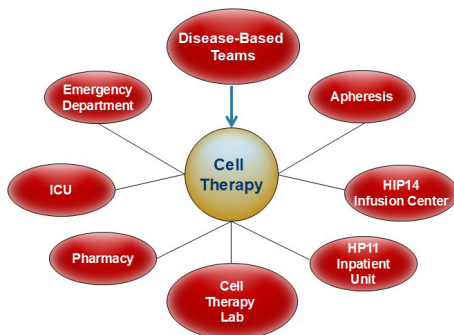 Disease-Based
Teams
Emergency
Department
Apheresis
Cell
Therapy
ICU
HIP14
Infusion Center
Pharmacy
HP11
Inpatient
Unit
Cell
Therapy
Lab